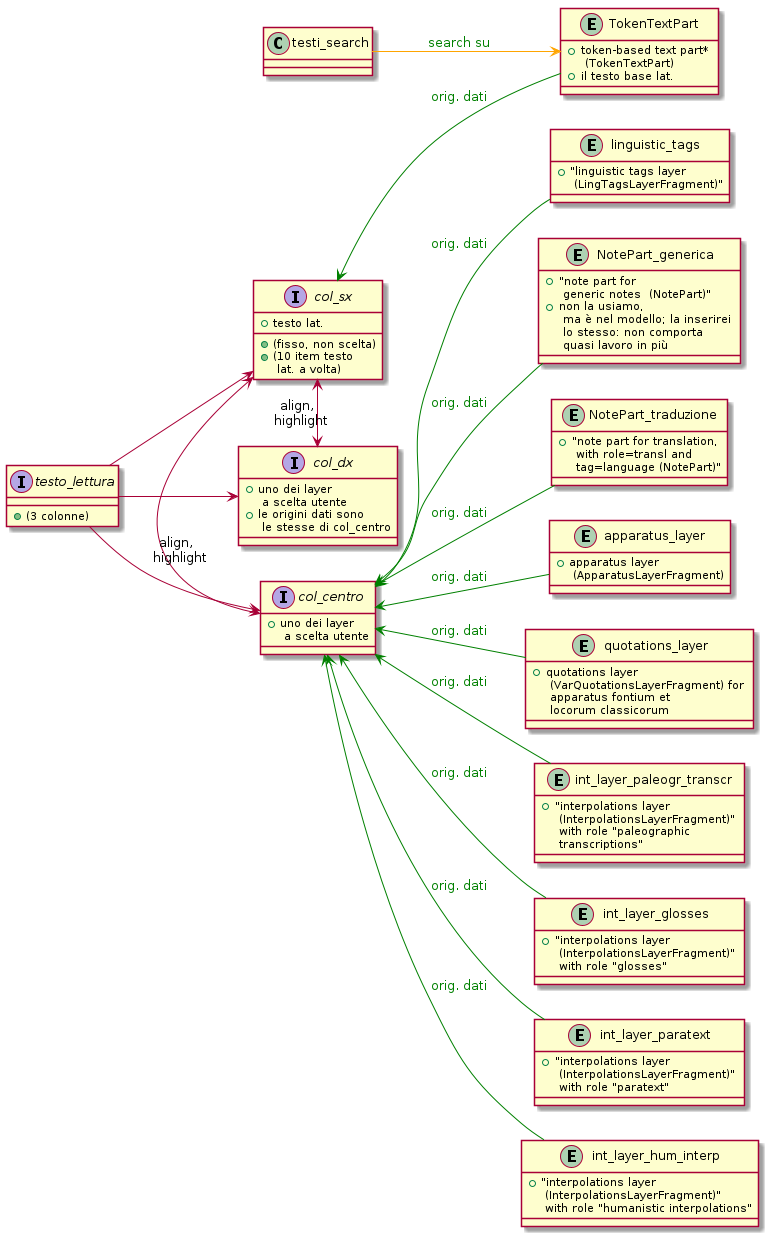 C testi_search
search su
E TokenTextPart
token-based text part*
(TokenTextPart)
il testo base lat.
orig. dati
E linguistic_tags
"linguistic tags layer
(LingTagsLayerFragment)"
orig. dati
E NotePart_generica
"note part for
generic notes  (NotePart)"
non la usiamo,
ma è nel modello; la inserirei
lo stesso: non comporta
quasi lavoro in più
I col_sx
testo lat.
(fisso, non scelta)
(10 item testo
lat. a volta)
orig. dati
align,
highlight
E NotePart_traduzione
"note part for translation,
with role=transl and
tag=language (NotePart)"
I col_dx
uno dei layer
a scelta utente
le origini dati sono
le stesse di col_centro
I testo_lettura
(3 colonne)
orig. dati
align,
highlight
E apparatus_layer
apparatus layer
(ApparatusLayerFragment)
orig. dati
I col_centro
uno dei layer
a scelta utente
orig. dati
E quotations_layer
quotations layer
(VarQuotationsLayerFragment) for
apparatus fontium et
locorum classicorum
orig. dati
E int_layer_paleogr_transcr
"interpolations layer
(InterpolationsLayerFragment)"
with role "paleographic
transcriptions"
orig. dati
E int_layer_glosses
"interpolations layer
(InterpolationsLayerFragment)"
with role "glosses"
orig. dati
E int_layer_paratext
"interpolations layer
(InterpolationsLayerFragment)"
with role "paratext"
orig. dati
E int_layer_hum_interp
"interpolations layer
(InterpolationsLayerFragment)"
with role "humanistic interpolations"